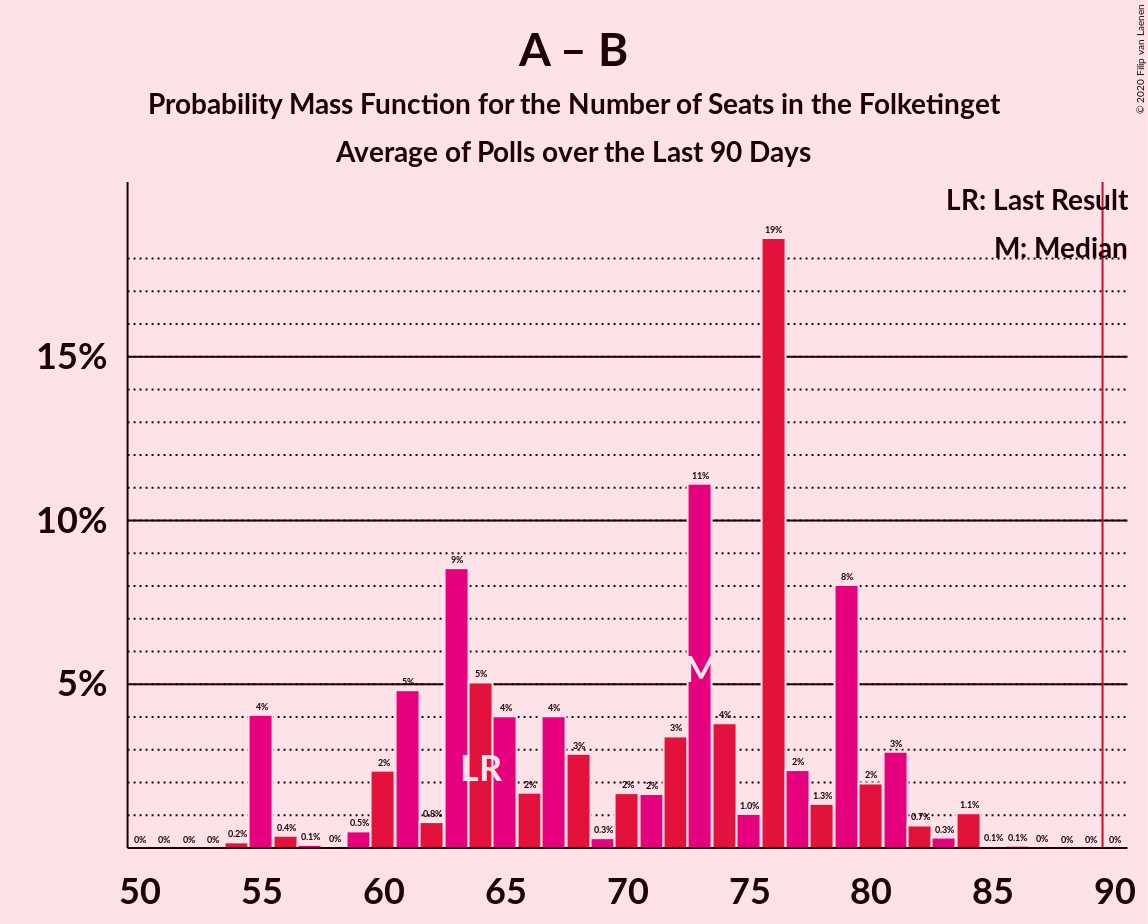 A – B
Probability Mass Function for the Number of Seats in the Folketinget
Average of Polls over the Last 90 Days
© 2020 Filip van Laenen
LR: Last Result
M: Median
15%
10%
5%
0% 0% 0% 0% 0.2% 4% 0.4% 0.1% 0% 0.5% 2% 5% 0.8% 9% 5% 4% 2% 4% 3% 0.3% 2% 2% 3% 11% 4% 1.0% 19% 2% 1.3% 8% 2% 3% 0.7% 0.3% 1.1% 0.1% 0.1% 0% 0% 0% 0%
LR
M
50 55 60 65 70 75 80 85 90